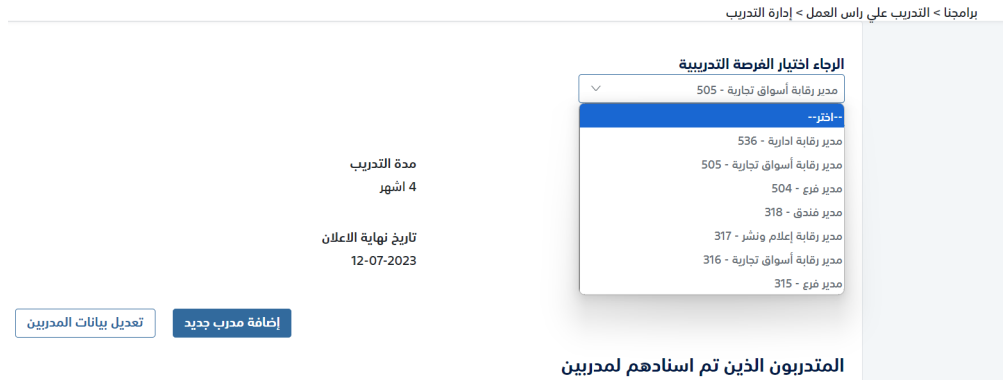 برامجنا > التدريب علي راس العمل > إدارة التدريب
الرجاء اختيار الفرصة التدريبية
مدير رقابة أسواق تجارية - 505
--اختر--
مدير رقابة ادارية - 536
مدير رقابة أسواق تجارية - 505
مدير فرع - 504
مدير فندق - 318
مدير رقابة إعلام ونشر - 317
مدير رقابة أسواق تجارية - 316
مدير فرع - 315
مدة التدريب
4 اشهر
تاريخ نهاية الاعلان
12-07-2023
إضافة مدرب جديد
تعديل بيانات المدربين
المتدربون الذين تم اسنادهم لمدربين